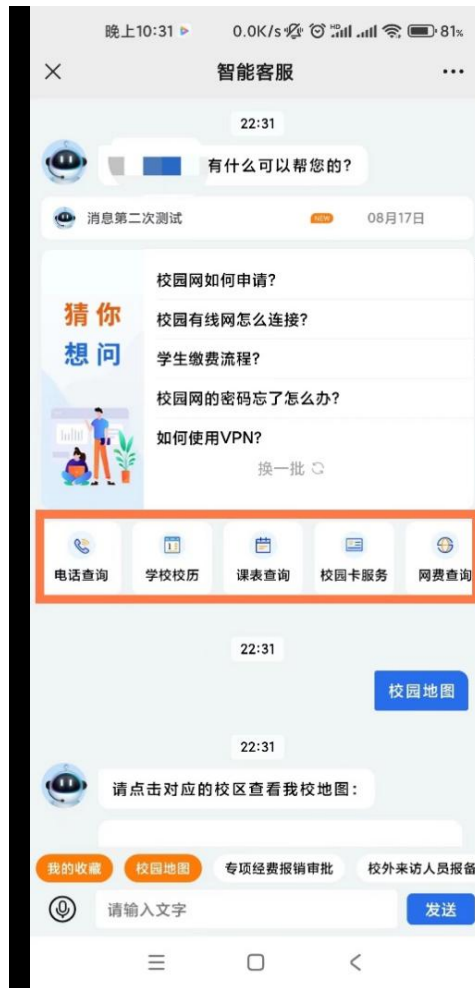 晚上10:31 0.0K/s HD 81%
智能客服
22:31
有什么可以帮您的?
消息第二次测试 NEW 08月17日
猜你
想问
校园网如何申请?
校园有线网怎么连接?
学生缴费流程?
校园网的密码忘了怎么办?
如何使用VPN?
换一批
电话查询 学校校历 课表查询 校园卡服务 网费查询
22:31
校园地图
22:31
请点击对应的校区查看我校地图:
我的收藏 校园地图 专项经费报销审批 校外来访人员报备
请输入文字 发送